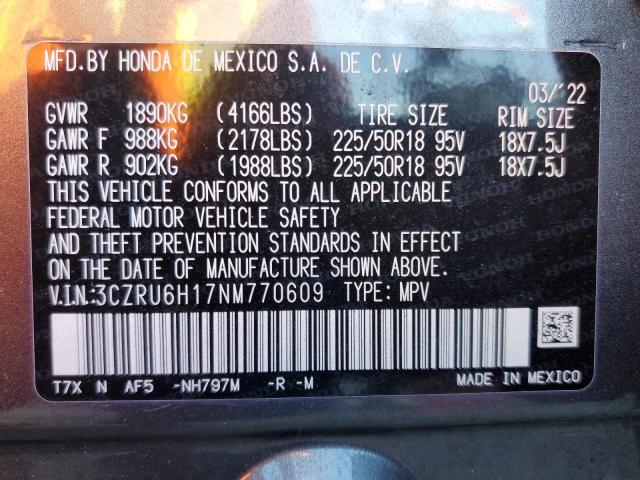 MFD.BY HONDA DE MEXICO S.A. DE C.V.
03/'22
GVWR 1890KG (4166LBS) TIRE SIZE RIM SIZE
GAWR F 988KG (2178LBS) 225/50R18 95V 18X7.5J
GAWR R 902KG (1988LBS) 225/50R18 95V 18X7.5J
THIS VEHICLE CONFORMS TO ALL APPLICABLE
FEDERAL MOTOR VEHICLE SAFETY
AND THEFT PREVENTION STANDARDS IN EFFECT
ON THE DATE OF MANUFACTURE SHOWN ABOVE.
V.I.N.:3CZRU6H17NM770609 TYPE: MPV
T7X N AF5 -NH797M -R -M MADE IN MEXICO